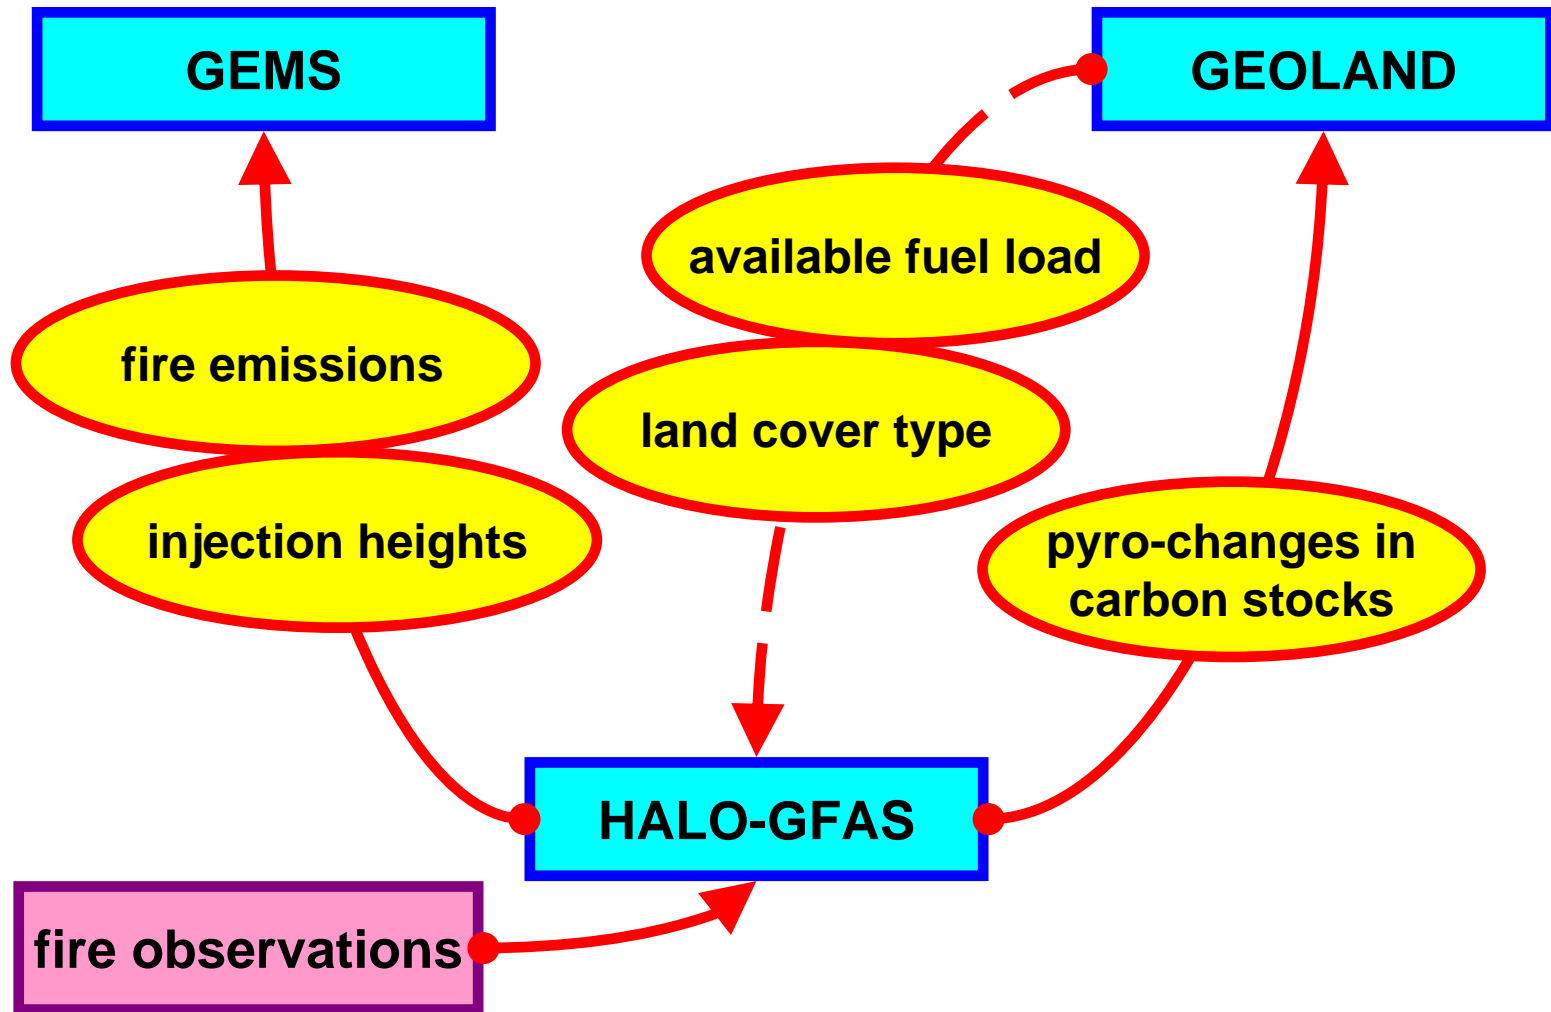 GEMS
GEOLAND
available fuel load
fire emissions
land cover type
injection heights
pyro-changes in
carbon stocks
HALO-GFAS
fire observations